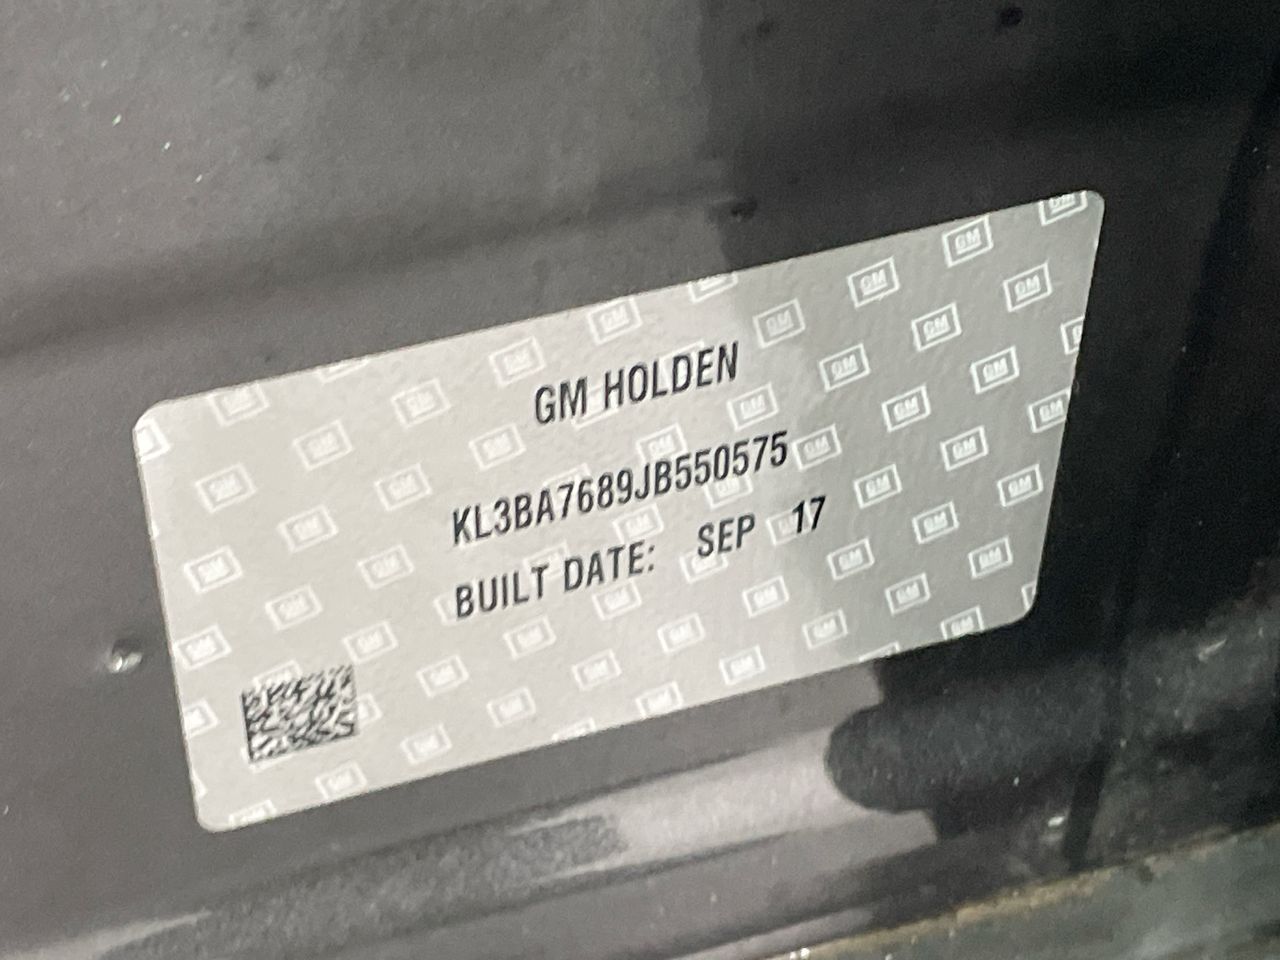 GM HOLDEN
KL3BA7689JB550575
BUILT DATE: SEP 17